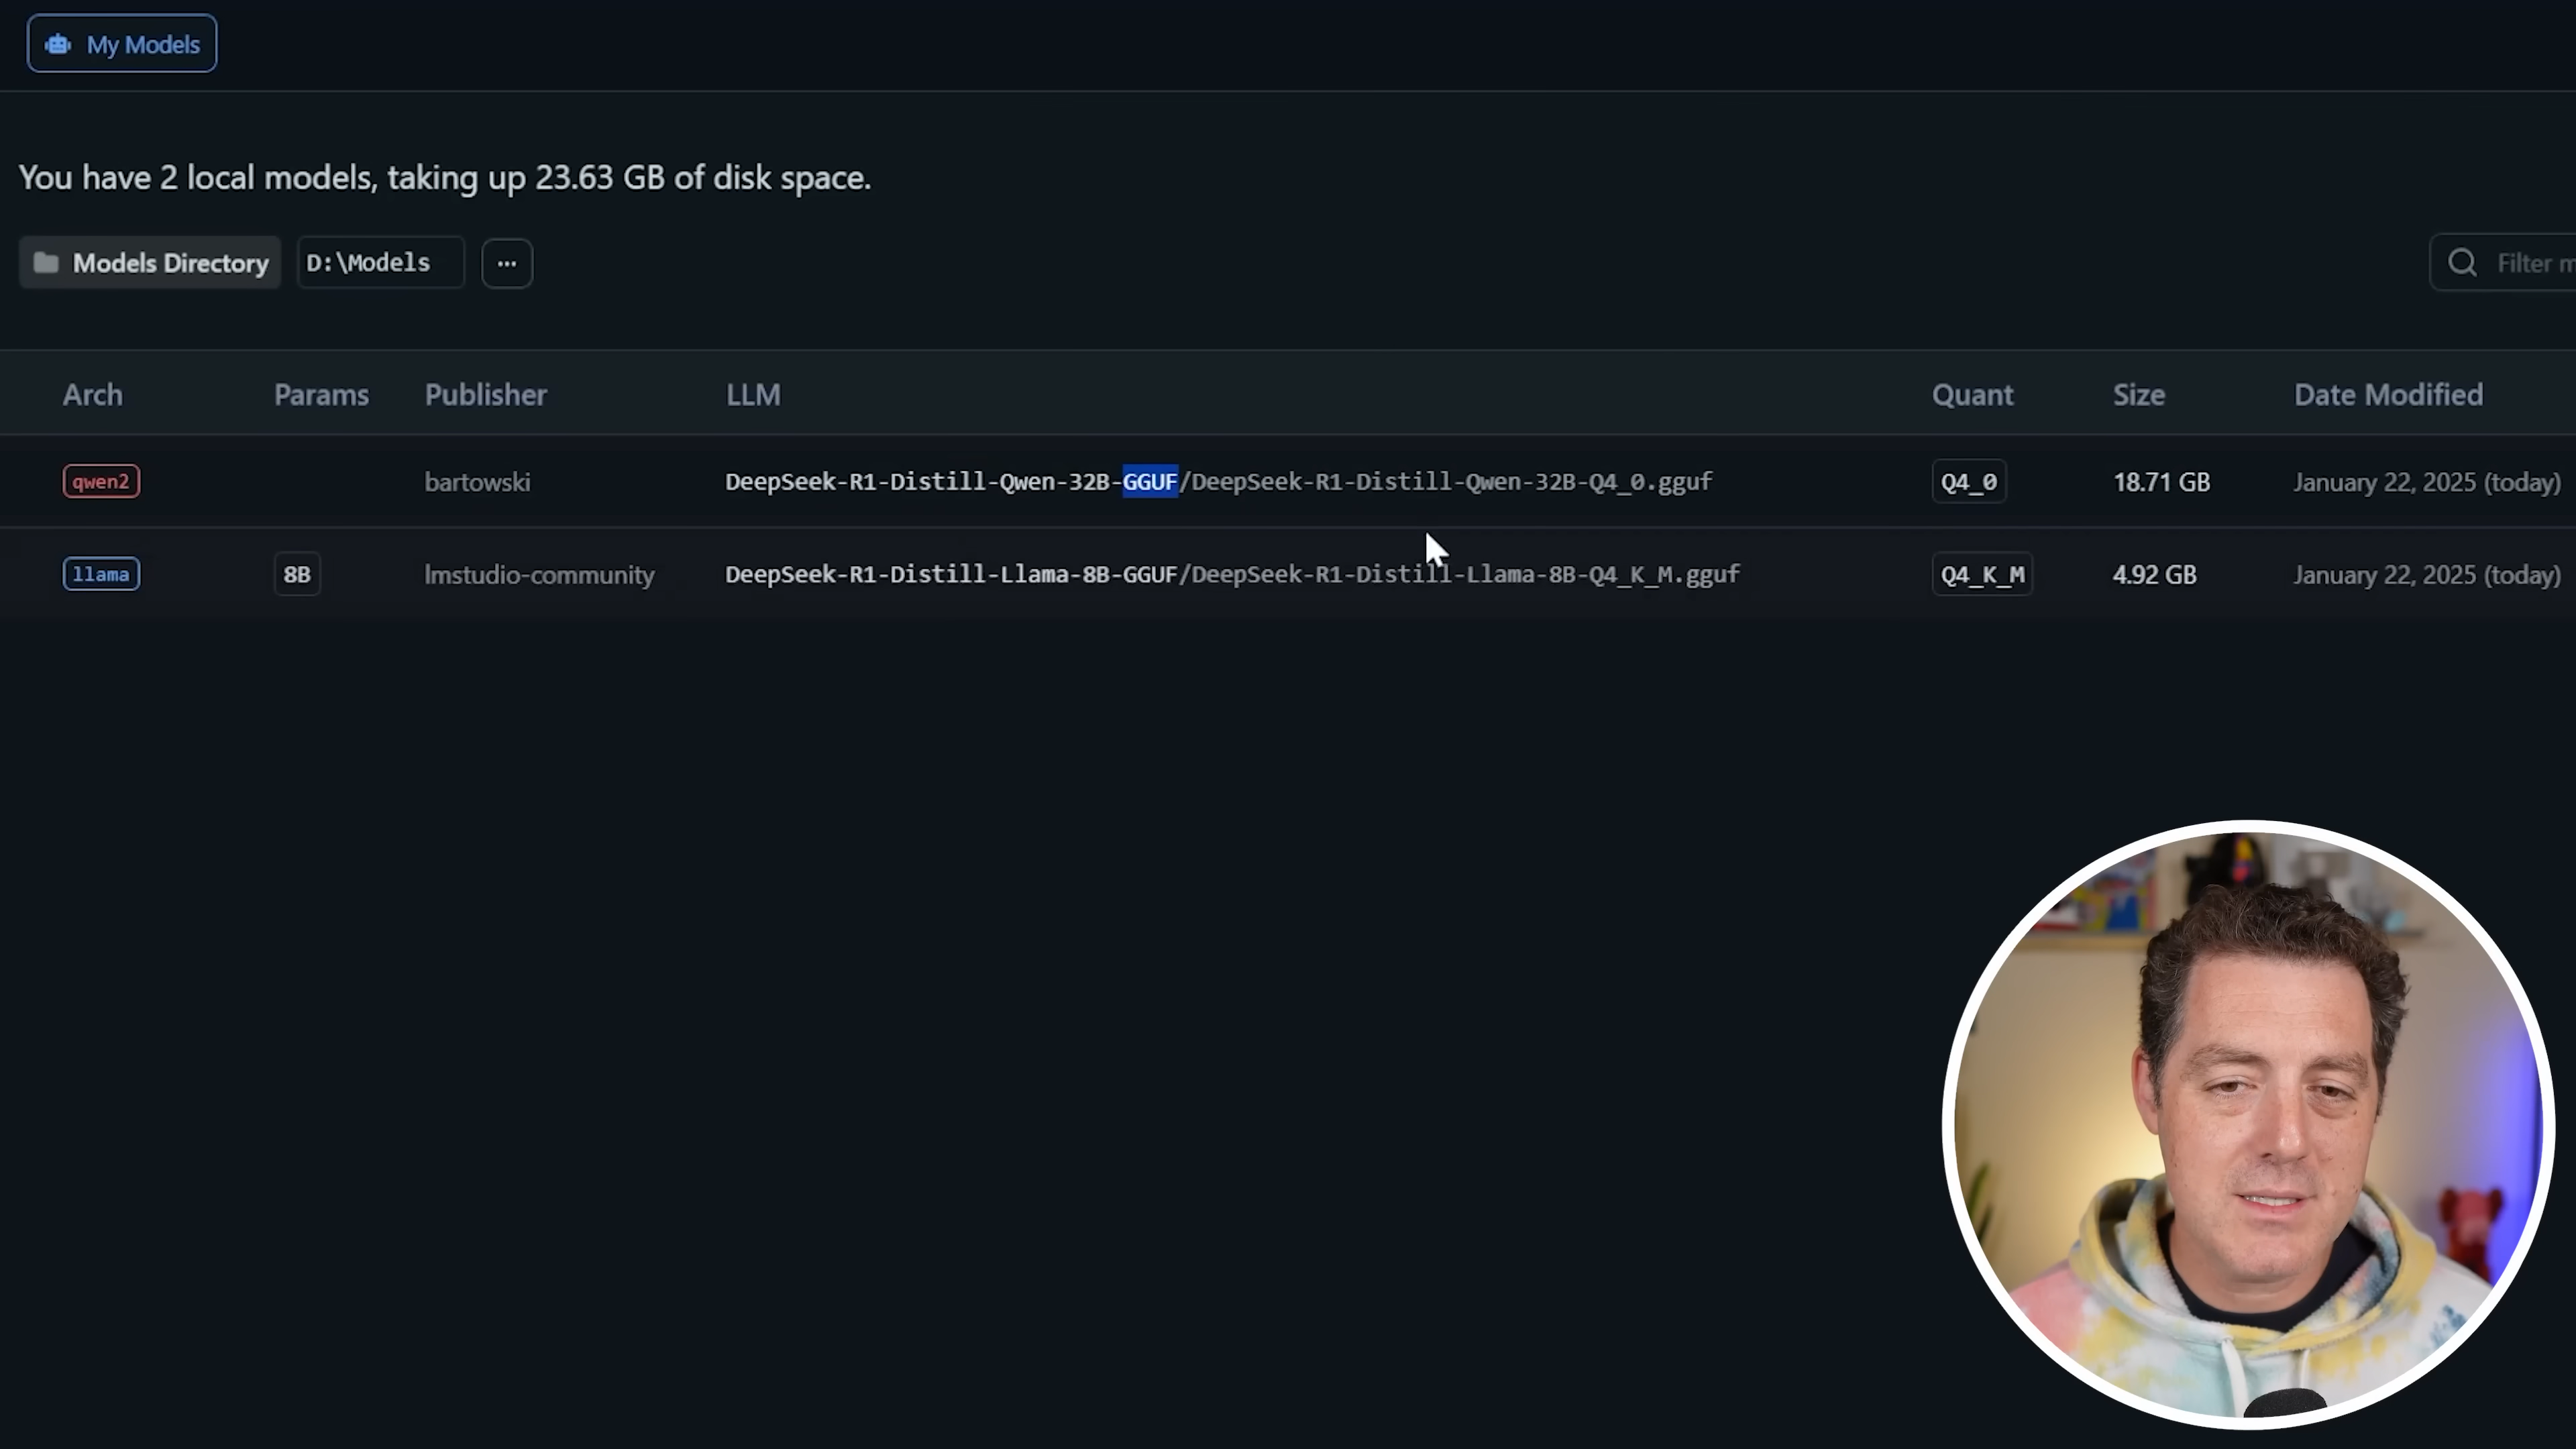 My Models
You have 2 local models, taking up 23.63 GB of disk space.
Models Directory D:\Models ...
Filter
Arch Params Publisher LLM Quant Size Date Modified
qwen2 bartowski DeepSeek-R1-Distill-Qwen-32B-GGUF/DeepSeek-R1-Distill-Qwen-32B-Q4_0.gguf Q4_0 18.71 GB January 22, 2025 (today)
llama 8B lmstudio-community DeepSeek-R1-Distill-Llama-8B-GGUF/DeepSeek-R1-Distill-Llama-8B-Q4_K_M.gguf Q4_K_M 4.92 GB January 22, 2025 (today)